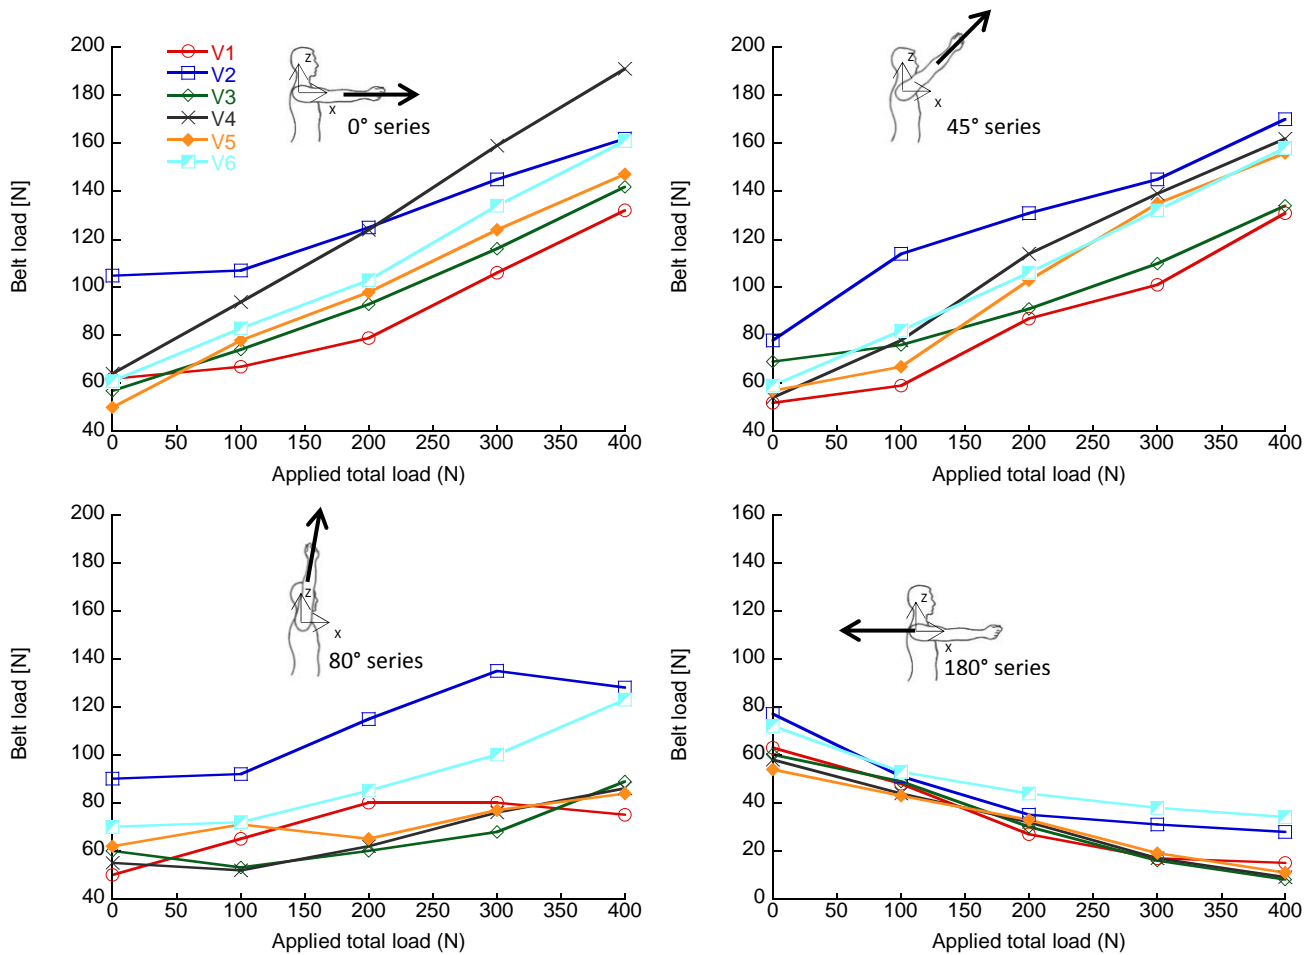 200
180
160
140
120
100
80
60
40
0
50
100
150
200
250
300
350
400
Belt load [N]
Applied total load (N)
V1
V2
V3
V4
V5
V6
z
x
0° series
200
180
160
140
120
100
80
60
40
0
50
100
150
200
250
300
350
400
Belt load [N]
Applied total load (N)
z
x
45° series
200
180
160
140
120
100
80
60
40
0
50
100
150
200
250
300
350
400
Belt load [N]
Applied total load (N)
z
x
80° series
160
140
120
100
80
60
40
20
0
0
50
100
150
200
250
300
350
400
Belt load [N]
Applied total load (N)
z
x
180° series